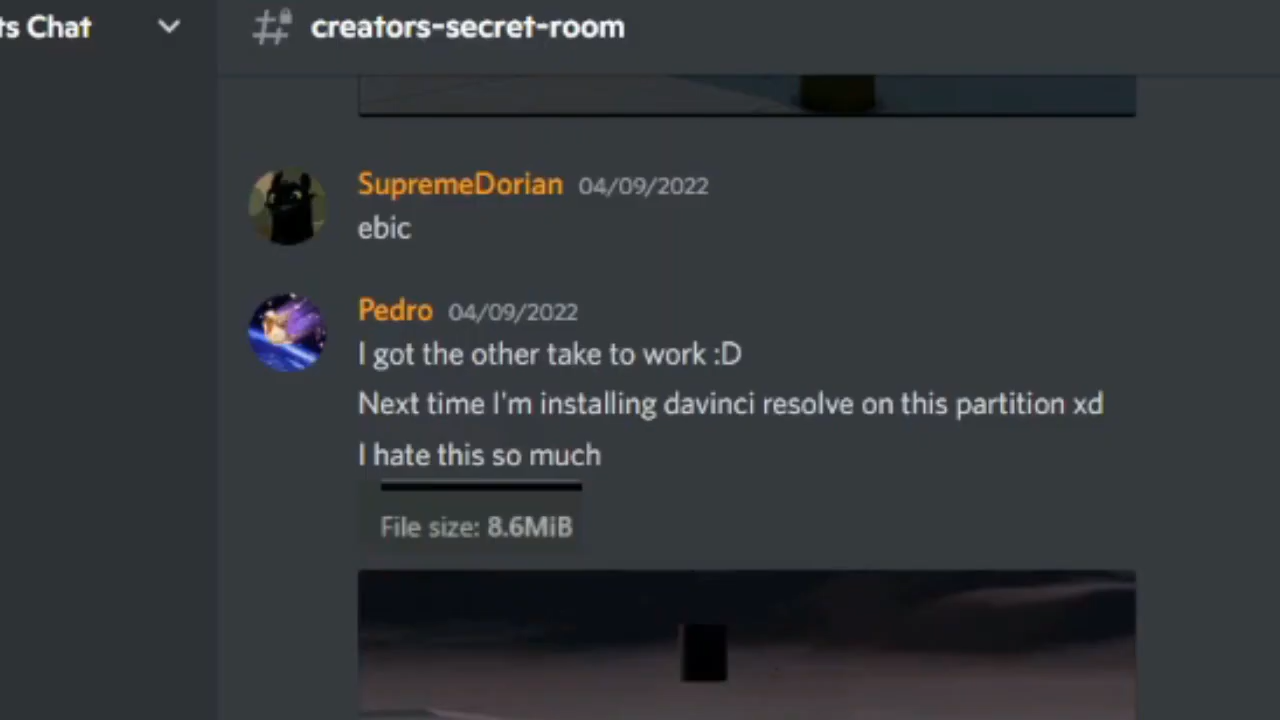 ts Chat
creators-secret-room
SupremeDorian 04/09/2022
ebic
Pedro 04/09/2022
I got the other take to work :D
Next time I'm installing davinci resolve on this partition xd
I hate this so much
File size: 8.6MiB